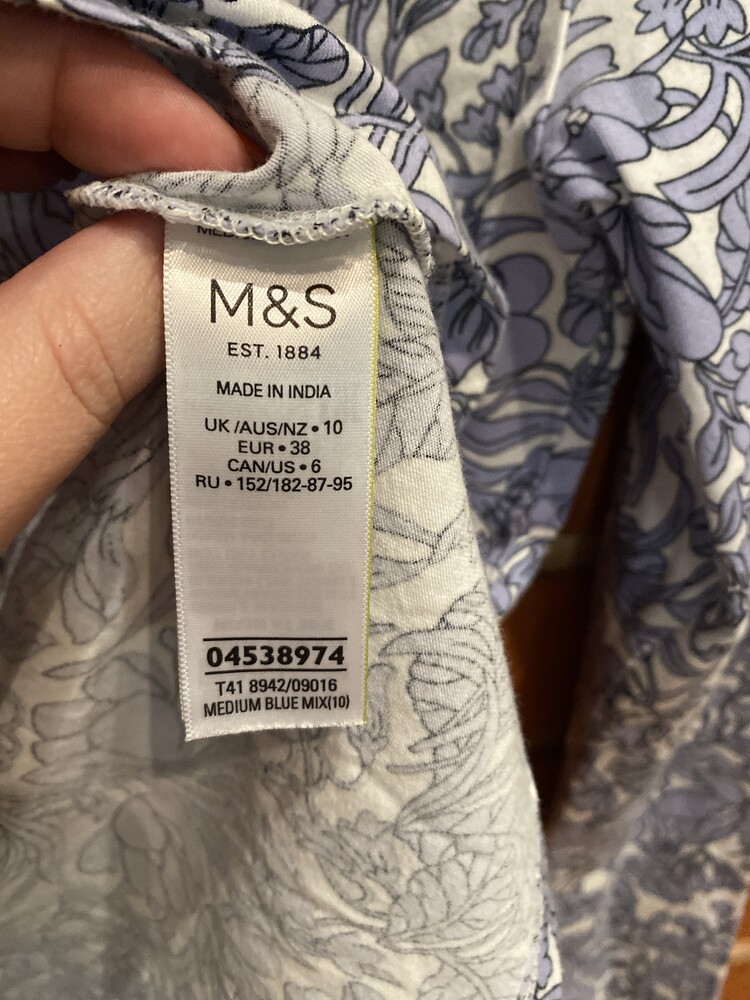 M&S
EST. 1884
MADE IN INDIA
UK /AUS/NZ • 10
EUR • 38
CAN/US • 6
RU • 152/182-87-95
04538974
T41 8942/09016
MEDIUM BLUE MIX(10)